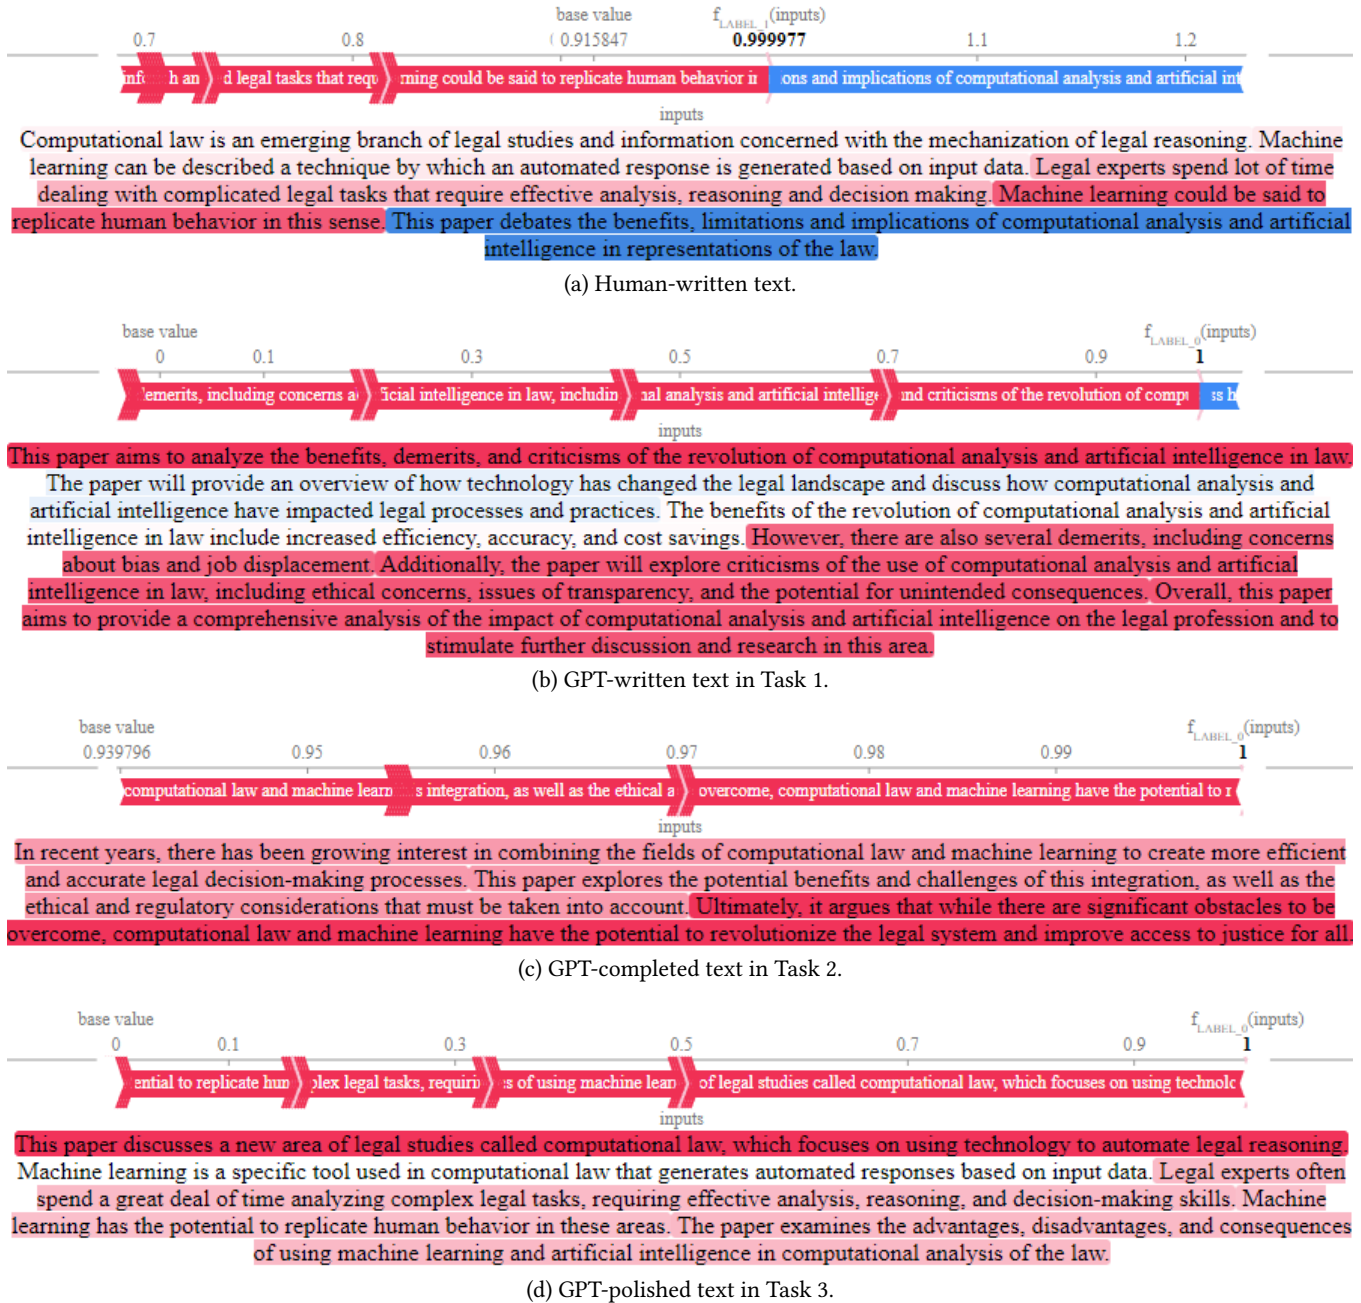 base value f_LABEL_1(inputs)
0.7 0.8 ( 0.915847 0.999977 1.1 1.2
inf h an d legal tasks that requ rning could be said to replicate human behavior in ons and implications of computational analysis and artificial int
inputs
Computational law is an emerging branch of legal studies and information concerned with the mechanization of legal reasoning. Machine
learning can be described a technique by which an automated response is generated based on input data. Legal experts spend lot of time
dealing with complicated legal tasks that require effective analysis, reasoning and decision making. Machine learning could be said to
replicate human behavior in this sense. This paper debates the benefits, limitations and implications of computational analysis and artificial
intelligence in representations of the law.
(a) Human-written text.
base value f_LABEL_0(inputs)
0 0.1 0.3 0.5 0.7 0.9 1
demerits, including concerns a ficial intelligence in law, includin nal analysis and artificial intellige nd criticisms of the revolution of comp ss h
inputs
This paper aims to analyze the benefits, demerits, and criticisms of the revolution of computational analysis and artificial intelligence in law.
The paper will provide an overview of how technology has changed the legal landscape and discuss how computational analysis and
artificial intelligence have impacted legal processes and practices. The benefits of the revolution of computational analysis and artificial
intelligence in law include increased efficiency, accuracy, and cost savings. However, there are also several demerits, including concerns
about bias and job displacement. Additionally, the paper will explore criticisms of the use of computational analysis and artificial
intelligence in law, including ethical concerns, issues of transparency, and the potential for unintended consequences. Overall, this paper
aims to provide a comprehensive analysis of the impact of computational analysis and artificial intelligence on the legal profession and to
stimulate further discussion and research in this area.
(b) GPT-written text in Task 1.
base value f_LABEL_0(inputs)
0.939796 0.95 0.96 0.97 0.98 0.99 1
computational law and machine learn s integration, as well as the ethical a overcome, computational law and machine learning have the potential to r
inputs
In recent years, there has been growing interest in combining the fields of computational law and machine learning to create more efficient
and accurate legal decision-making processes. This paper explores the potential benefits and challenges of this integration, as well as the
ethical and regulatory considerations that must be taken into account. Ultimately, it argues that while there are significant obstacles to be
overcome, computational law and machine learning have the potential to revolutionize the legal system and improve access to justice for all.
(c) GPT-completed text in Task 2.
base value f_LABEL_0(inputs)
0 0.1 0.3 0.5 0.7 0.9 1
ential to replicate hum plex legal tasks, requiri s of using machine lear of legal studies called computational law, which focuses on using technolo
inputs
This paper discusses a new area of legal studies called computational law, which focuses on using technology to automate legal reasoning.
Machine learning is a specific tool used in computational law that generates automated responses based on input data. Legal experts often
spend a great deal of time analyzing complex legal tasks, requiring effective analysis, reasoning, and decision-making skills. Machine
learning has the potential to replicate human behavior in these areas. The paper examines the advantages, disadvantages, and consequences
of using machine learning and artificial intelligence in computational analysis of the law.
(d) GPT-polished text in Task 3.